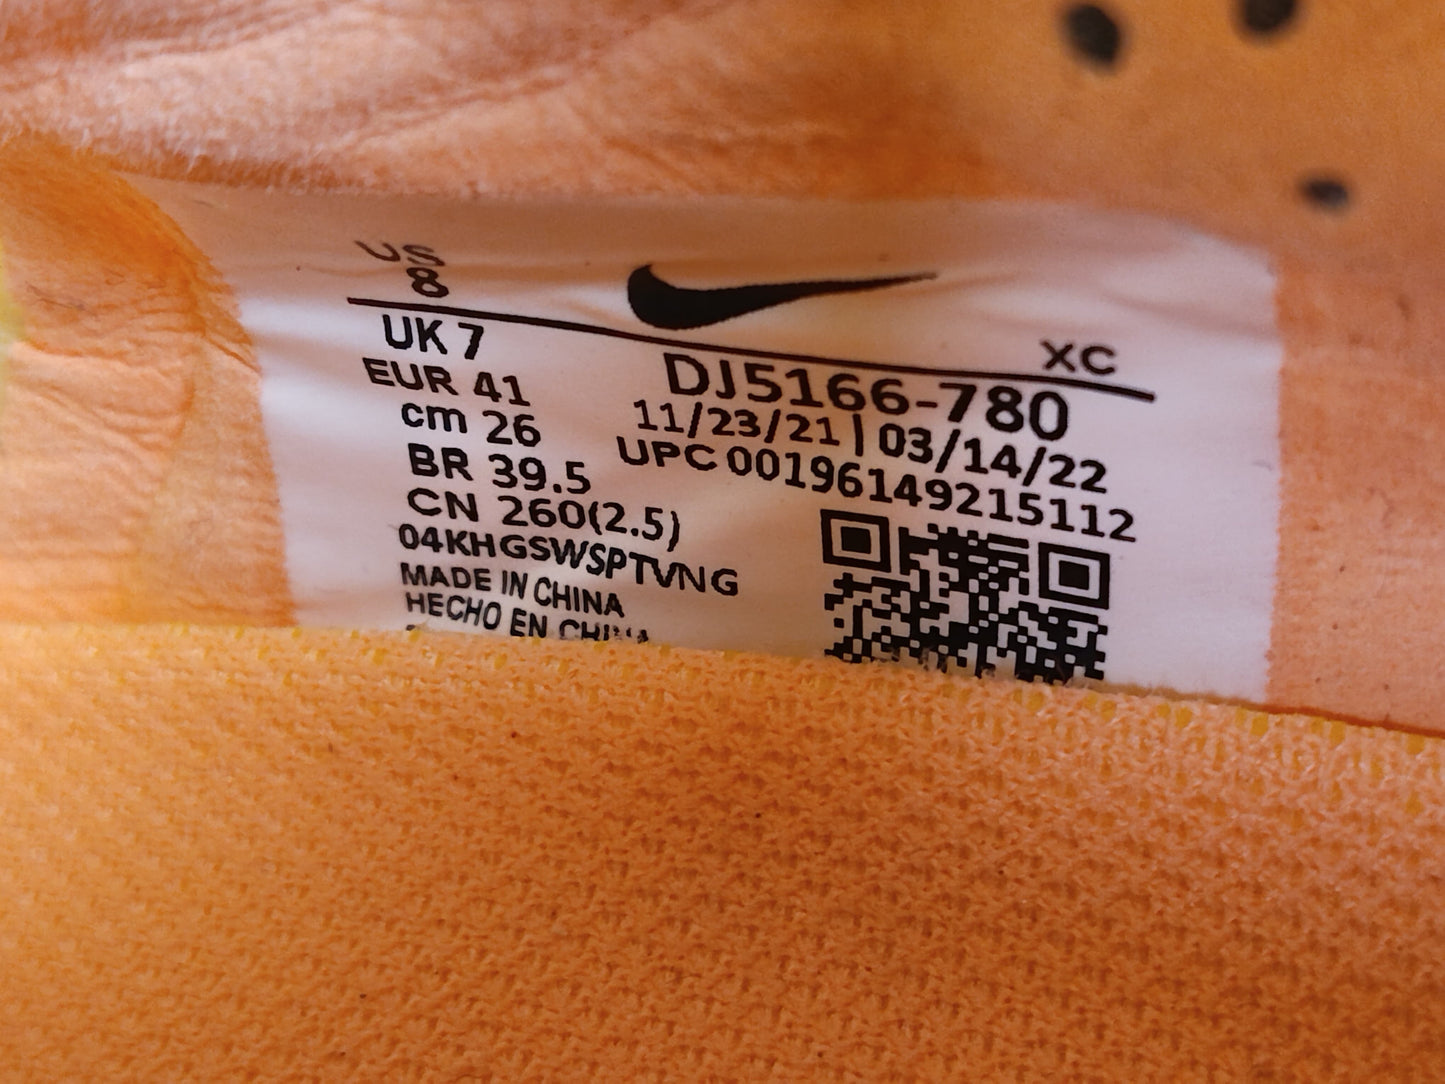 US
8
UK 7
EUR 41
cm 26
BR 39.5
CN 260(2.5)
04KHGSWSPTVNG
MADE IN CHINA
HECHO EN CHINA
XC
DJ5166-780
11/23/21 | 03/14/22
UPC 00196149215112